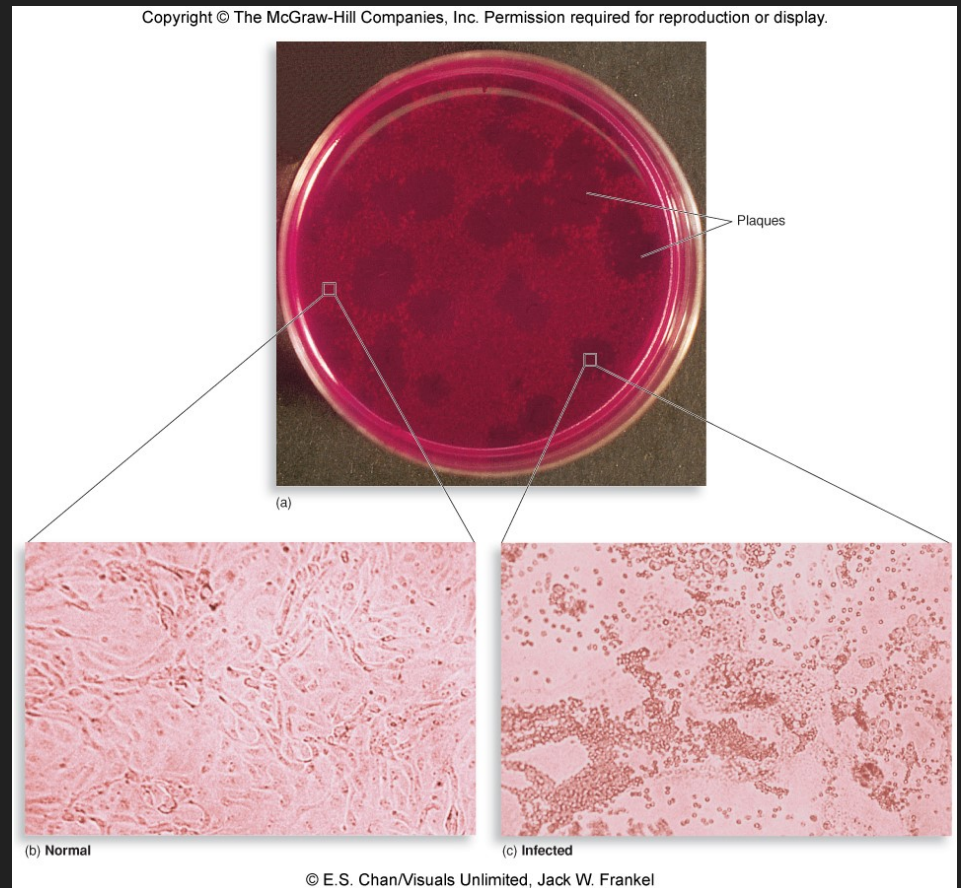 Copyright © The McGraw-Hill Companies, Inc. Permission required for reproduction or display.
Plaques
(a)
(b) Normal
(c) Infected
© E.S. Chan/Visuals Unlimited, Jack W. Frankel